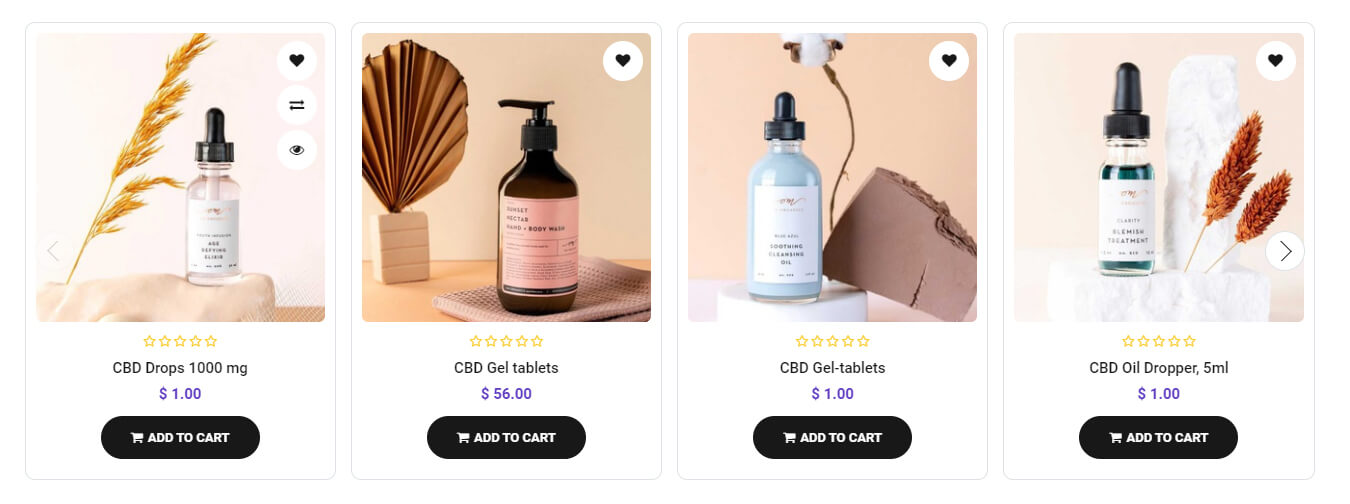 AGE
DEFYING
ELIXIR
CBD Drops 1000 mg
$ 1.00
ADD TO CART
SUNSET
NECTAR
HAND + BODY WASH
CBD Gel tablets
$ 56.00
ADD TO CART
BLUE AZUL
SOOTHING
CLEANSING
OIL
CBD Gel-tablets
$ 1.00
ADD TO CART
CLARITY
BLEMISH
TREATMENT
CBD Oil Dropper, 5ml
$ 1.00
ADD TO CART